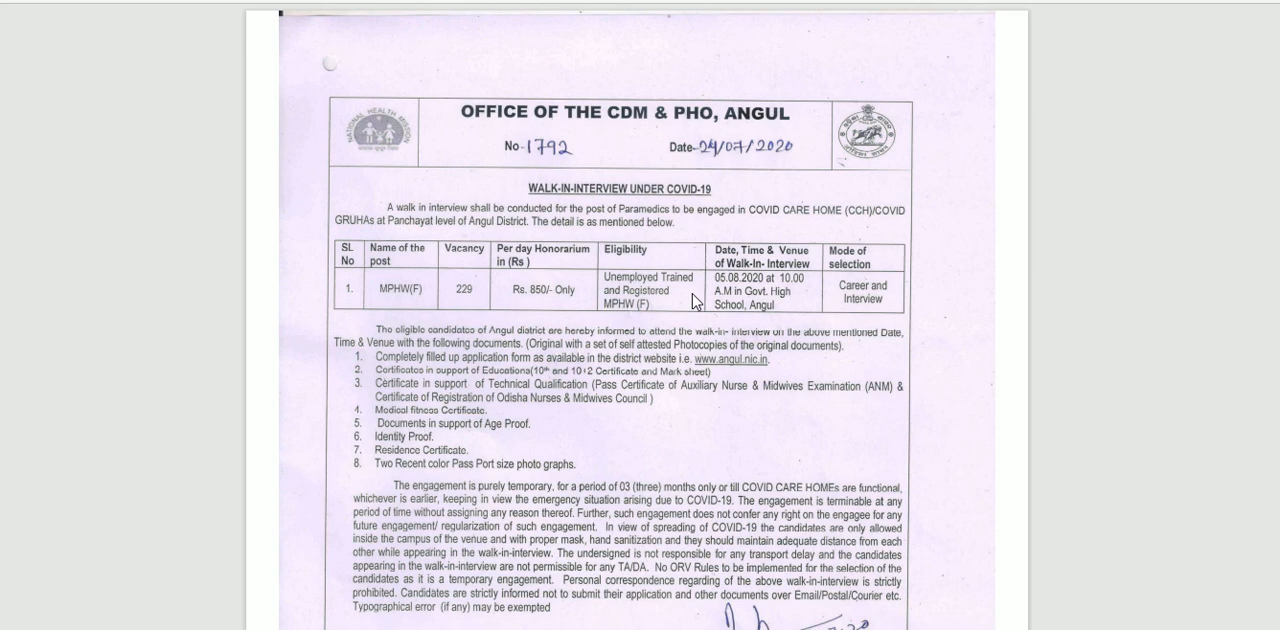 OFFICE OF THE CDM & PHO, ANGUL
NATIONAL HEALTH MISSION
No-1792 Date-24/07/2020
WALK-IN-INTERVIEW UNDER COVID-19
A walk in interview shall be conducted for the post of Paramedics to be engaged in COVID CARE HOME (CCH)/COVID
GRUHAs at Panchayat level of Angul District. The detail is as mentioned below.
SL No Name of the post Vacancy Per day Honorarium in (Rs ) Eligibility Date, Time & Venue of Walk-In- Interview Mode of selection
1. MPHW(F) 229 Rs. 850/- Only Unemployed Trained and Registered MPHW (F) 05.08.2020 at 10.00 A.M in Govt. High School, Angul Career and Interview
The eligible candidates of Angul district are hereby informed to attend the walk-in- interview on the above mentioned Date,
Time & Venue with the following documents. (Original with a set of self attested Photocopies of the original documents).
1. Completely filled up application form as available in the district website i.e. www.angul.nic.in.
2. Certificates in support of Educations(10th and 10+2 Certificate and Mark sheet)
3. Certificate in support of Technical Qualification (Pass Certificate of Auxiliary Nurse & Midwives Examination (ANM) &
Certificate of Registration of Odisha Nurses & Midwives Council )
4. Medical fitness Certificate.
5. Documents in support of Age Proof.
6. Identity Proof.
7. Residence Certificate.
8. Two Recent color Pass Port size photo graphs.
The engagement is purely temporary, for a period of 03 (three) months only or till COVID CARE HOMEs are functional,
whichever is earlier, keeping in view the emergency situation arising due to COVID-19. The engagement is terminable at any
period of time without assigning any reason thereof. Further, such engagement does not confer any right on the engagee for any
future engagement/ regularization of such engagement. In view of spreading of COVID-19 the candidates are only allowed
inside the campus of the venue and with proper mask, hand sanitization and they should maintain adequate distance from each
other while appearing in the walk-in-interview. The undersigned is not responsible for any transport delay and the candidates
appearing in the walk-in-interview are not permissible for any TA/DA. No ORV Rules to be implemented for the selection of the
candidates as it is a temporary engagement. Personal correspondence regarding of the above walk-in-interview is strictly
prohibited. Candidates are strictly informed not to submit their application and other documents over Email/Postal/Courier etc.
Typographical error (if any) may be exempted